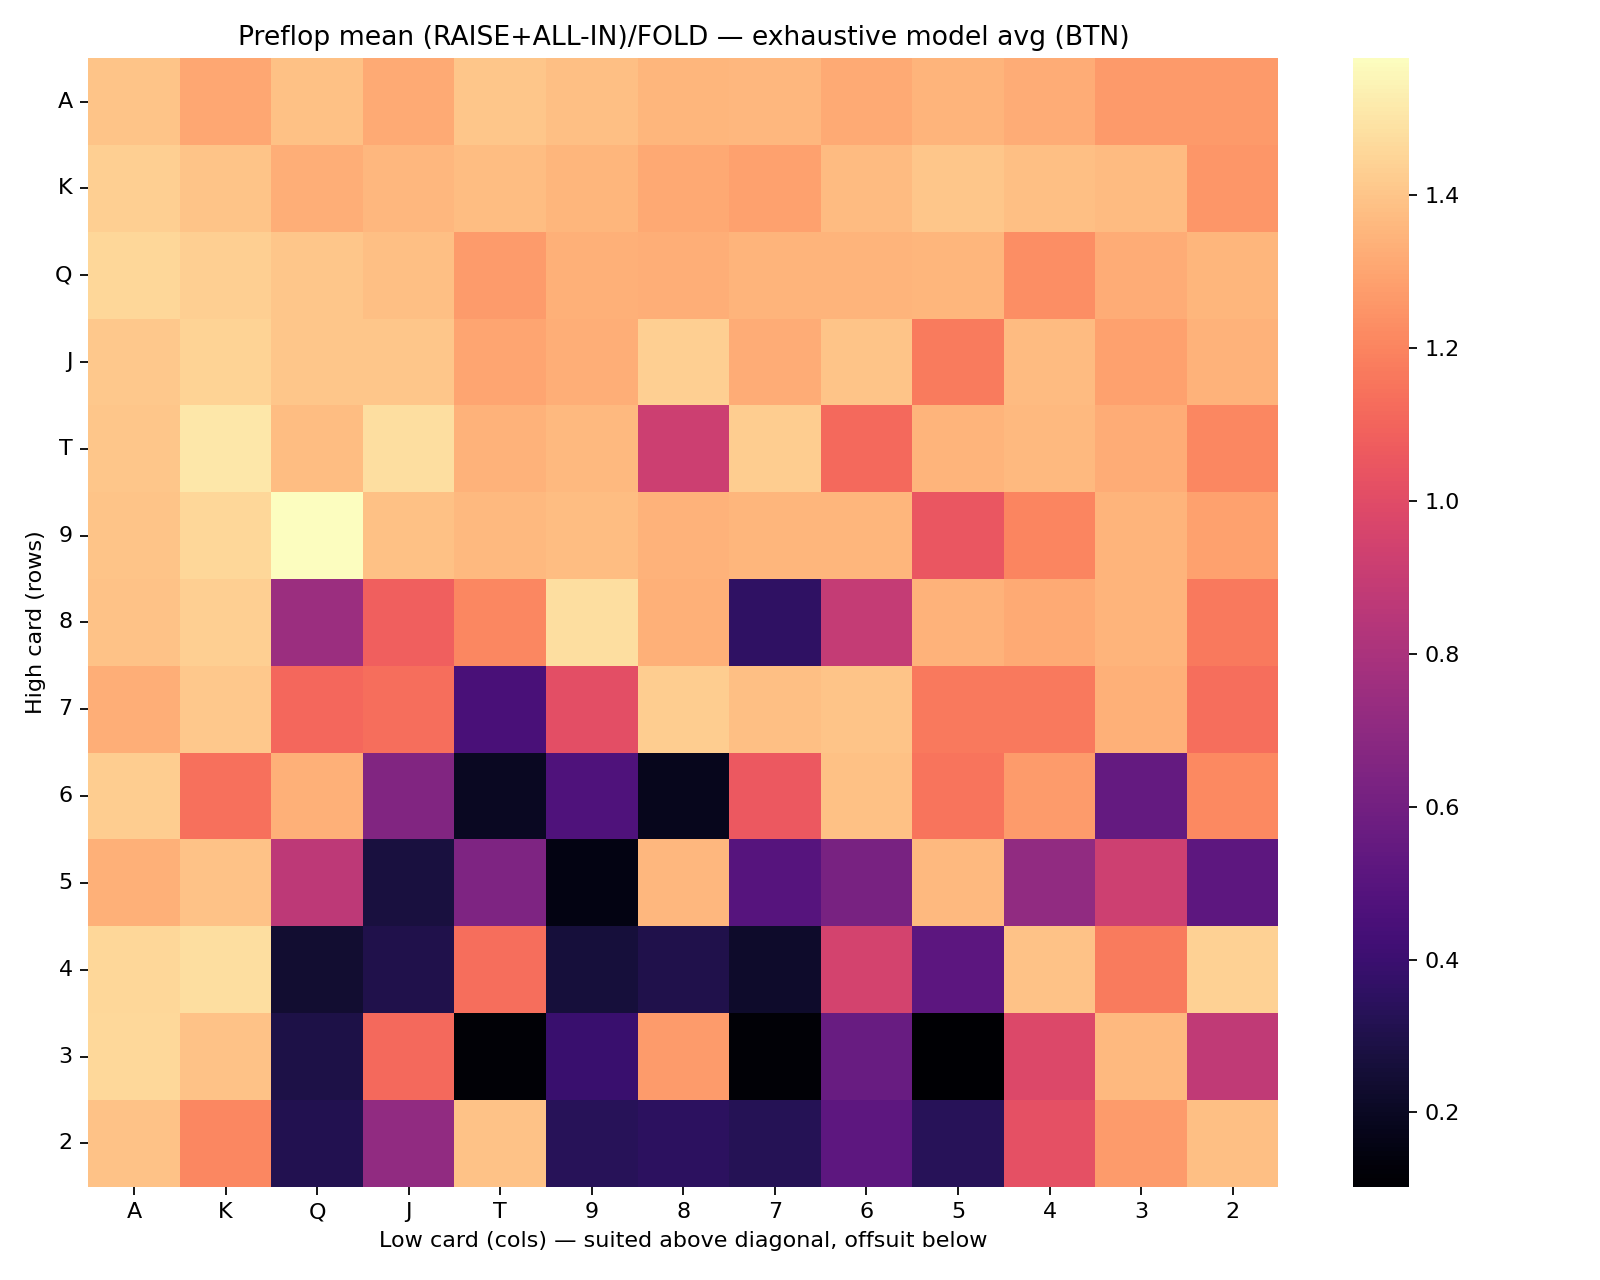 Preflop mean (RAISE+ALL-IN)/FOLD — exhaustive model avg (BTN)
High card (rows)
A
K
Q
J
T
9
8
7
6
5
4
3
2
A K Q J T 9 8 7 6 5 4 3 2
Low card (cols) — suited above diagonal, offsuit below
1.4
1.2
1.0
0.8
0.6
0.4
0.2